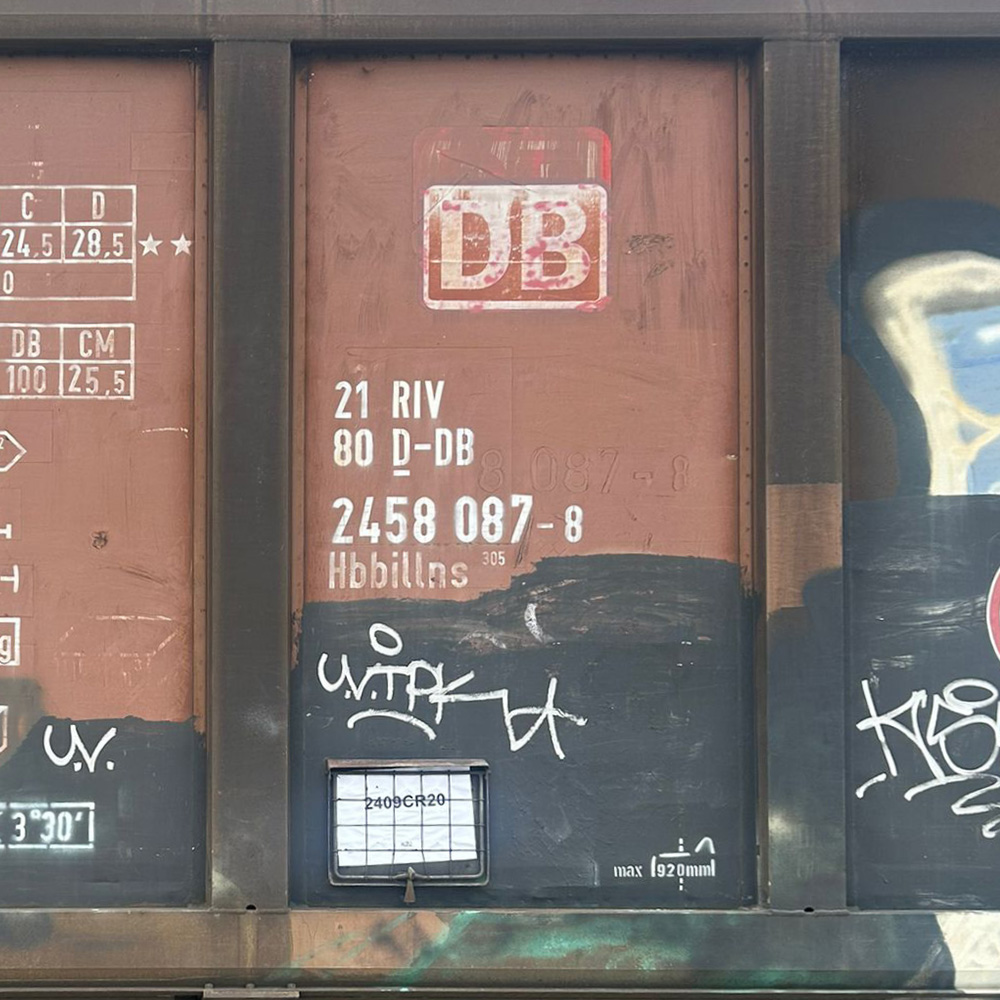 C D
24,5 28,5 ★★
0
DB CM
100 25,5
g
U.V.
3°30'
DB
21 RIV
80 D-DB
8 087-8
2458 087-8
Hbbillns 305
2409CR20
max 920mm